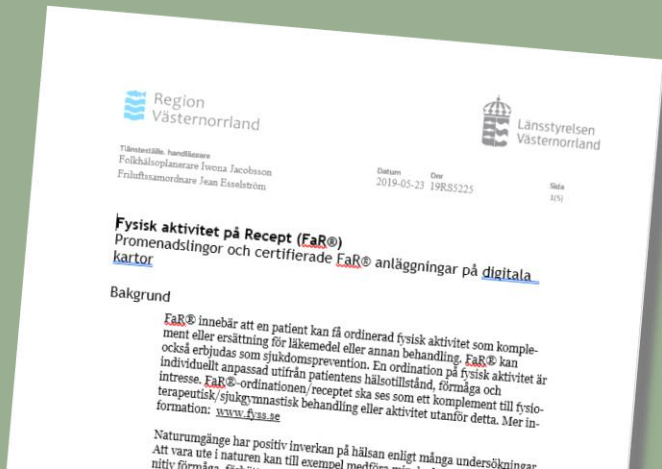 Region
Västernorrland
Länsstyrelsen
Västernorrland
Tjänsteställe, handläggare
Folkhälsoplanerare Iwona Jacobsson
Friluftssamordnare Jean Esselström
Datum Dnr Sida
2019-05-23 19RS5225 1(5)
Fysisk aktivitet på Recept (FaR®)
Promenadslingor och certifierade FaR® anläggningar på digitala
kartor
Bakgrund
FaR® innebär att en patient kan få ordinerad fysisk aktivitet som komple-
ment eller ersättning för läkemedel eller annan behandling. FaR® kan
också erbjudas som sjukdomsprevention. En ordination på fysisk aktivitet är
individuellt anpassad utifrån patientens hälsotillstånd, förmåga och
intresse. FaR®-ordinationen/receptet ska ses som ett komplement till fysio-
terapeutisk/sjukgymnastisk behandling eller aktivitet utanför detta. Mer in-
formation: www.fyss.se
Naturumgänge har positiv inverkan på hälsan enligt många undersökningar
Att vara ute i naturen kan till exempel medföra